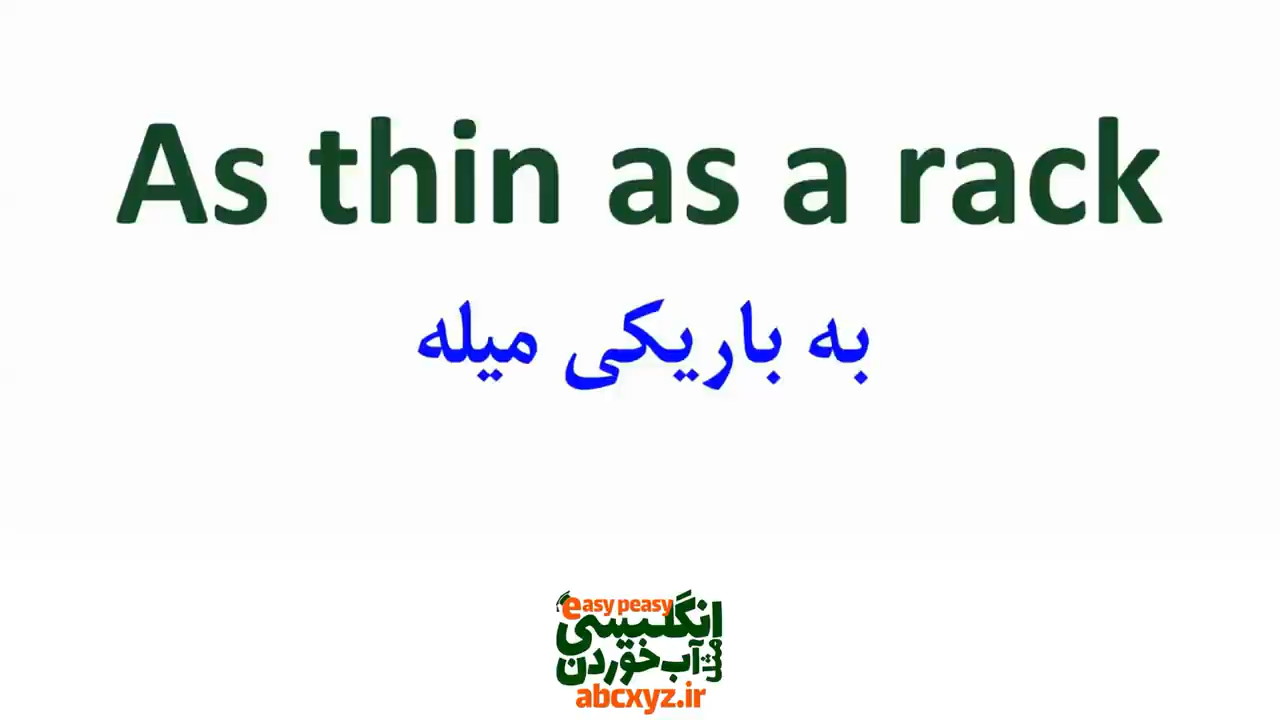 As thin as a rack
به باریکی میله
easy peasy
انگلیسی
مثل آب خوردن
abcxyz.ir